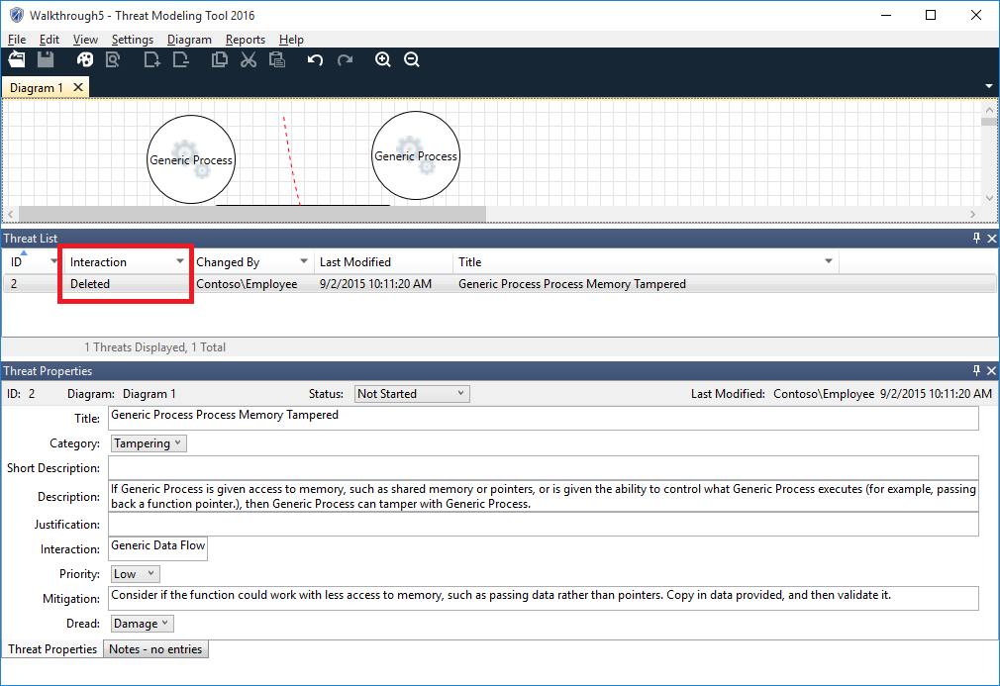 Walkthrough5 - Threat Modeling Tool 2016
File Edit View Settings Diagram Reports Help
Diagram 1
Generic Process
Generic Process
Threat List
ID Interaction Changed By Last Modified Title
2 Deleted Contoso\Employee 9/2/2015 10:11:20 AM Generic Process Process Memory Tampered
1 Threats Displayed, 1 Total
Threat Properties
ID: 2 Diagram: Diagram 1 Status: Not Started Last Modified: Contoso\Employee 9/2/2015 10:11:20 AM
Title: Generic Process Process Memory Tampered
Category: Tampering
Short Description:
Description: If Generic Process is given access to memory, such as shared memory or pointers, or is given the ability to control what Generic Process executes (for example, passing
back a function pointer.), then Generic Process can tamper with Generic Process.
Justification:
Interaction: Generic Data Flow
Priority: Low
Mitigation: Consider if the function could work with less access to memory, such as passing data rather than pointers. Copy in data provided, and then validate it.
Dread: Damage
Threat Properties Notes - no entries